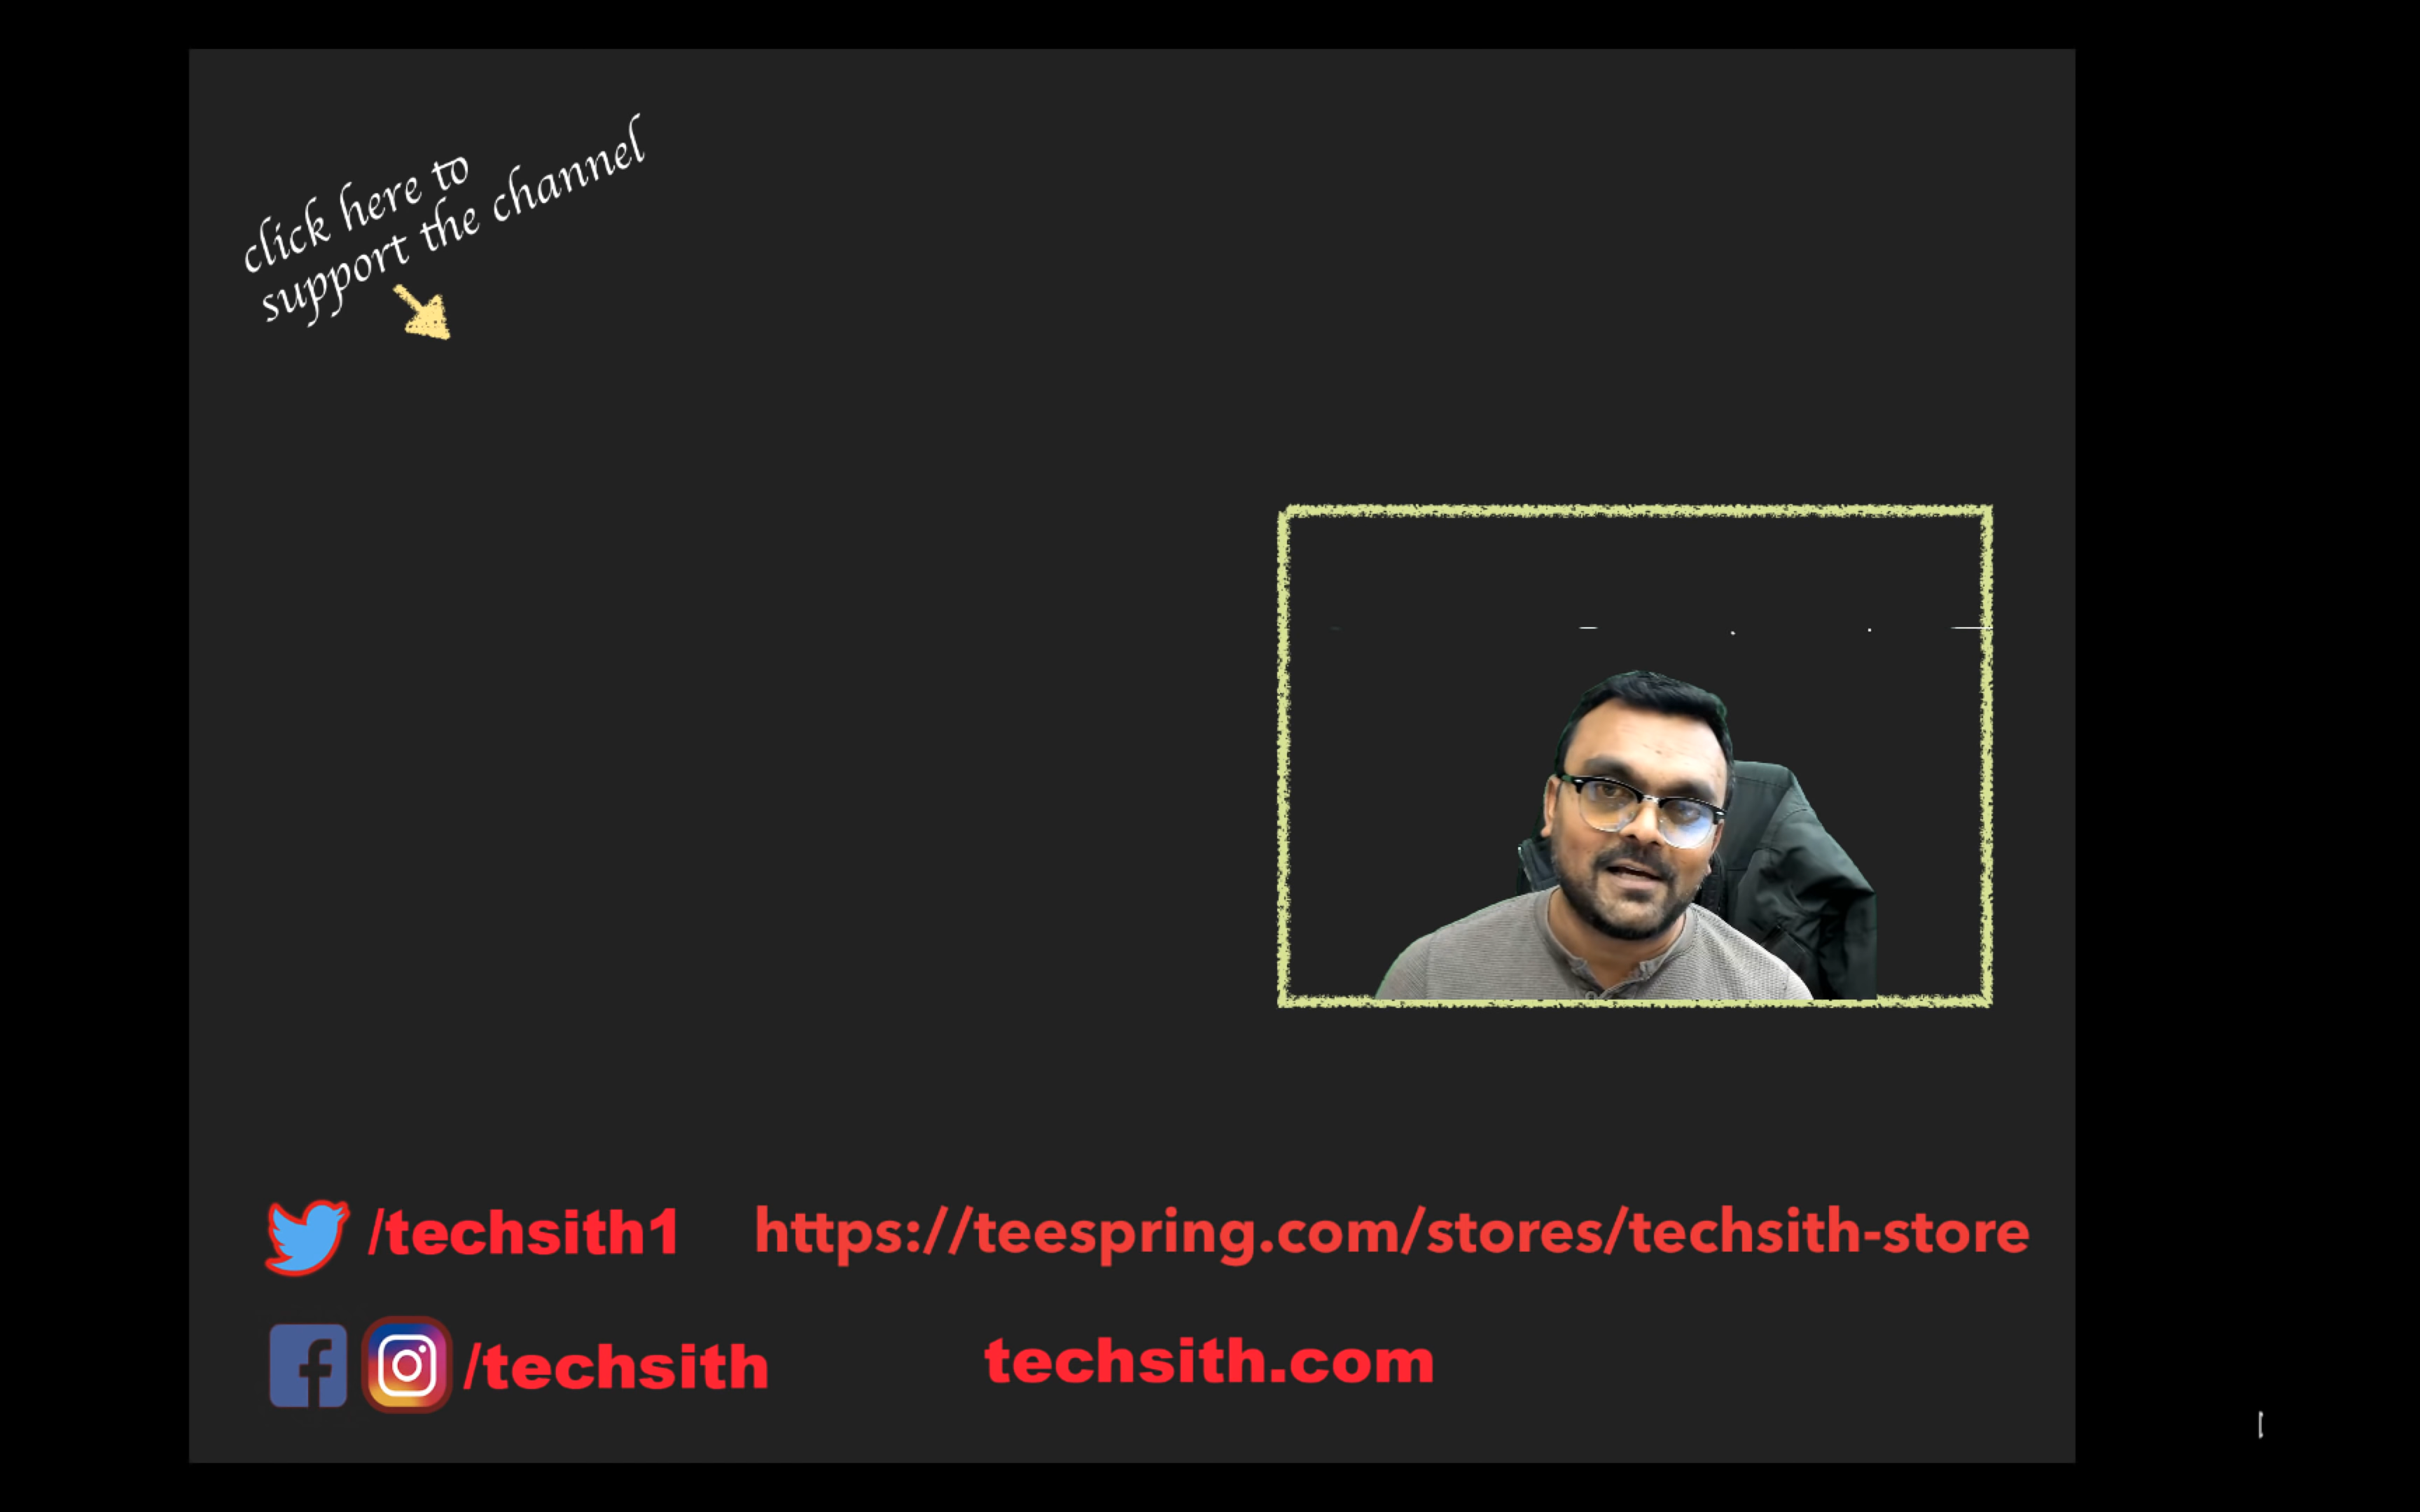 click here to
support the channel
/techsith1
https://teespring.com/stores/techsith-store
/techsith
techsith.com